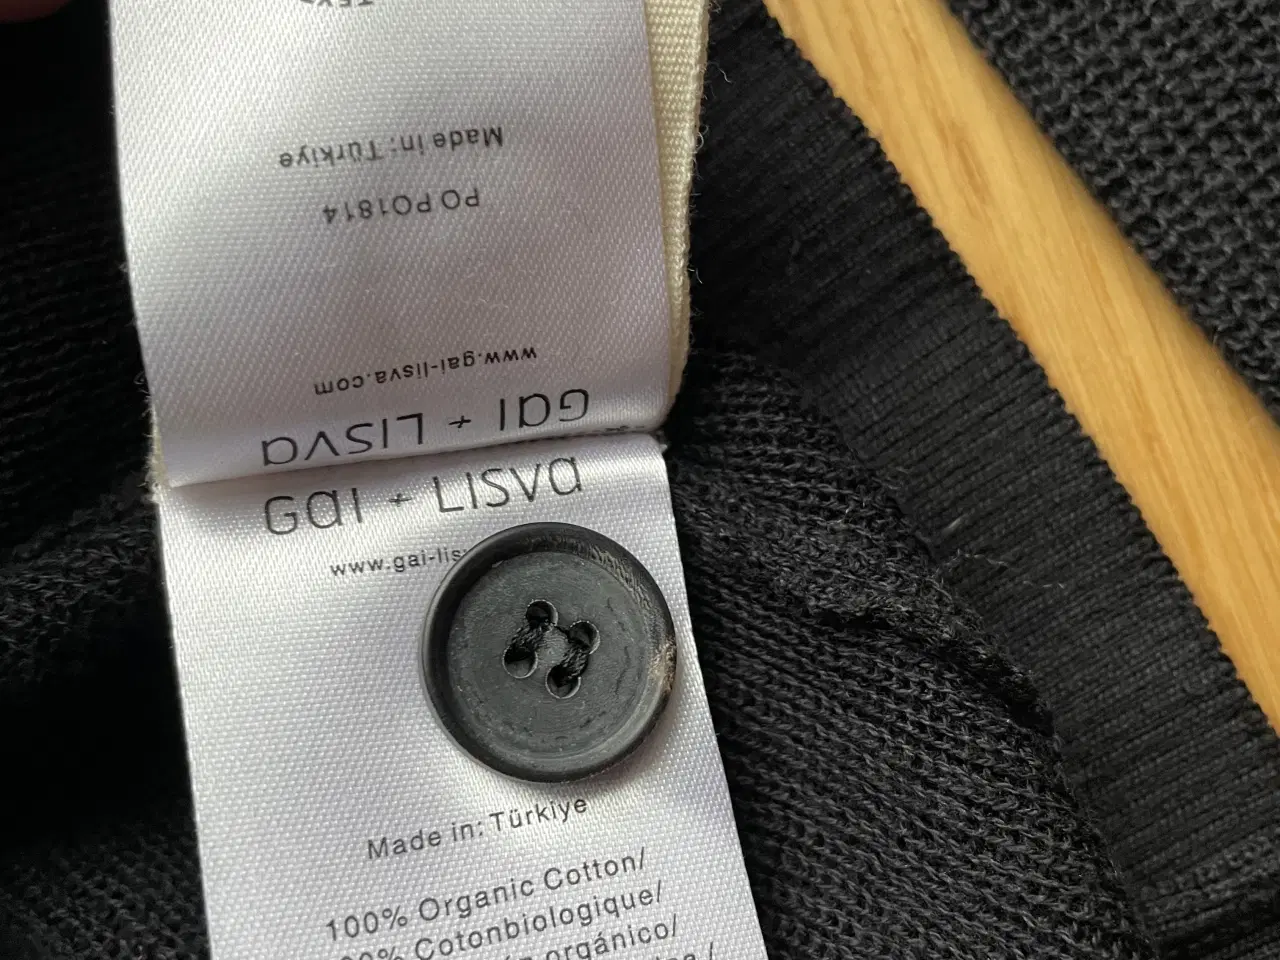 Made in: Türkiye
PO PO1814
www.gai-lisva.com
Gai + Lisva
Gai + Lisva
www.gai-lis
Made in: Türkiye
100% Organic Cotton/
Cotonbiologique/
orgánico/